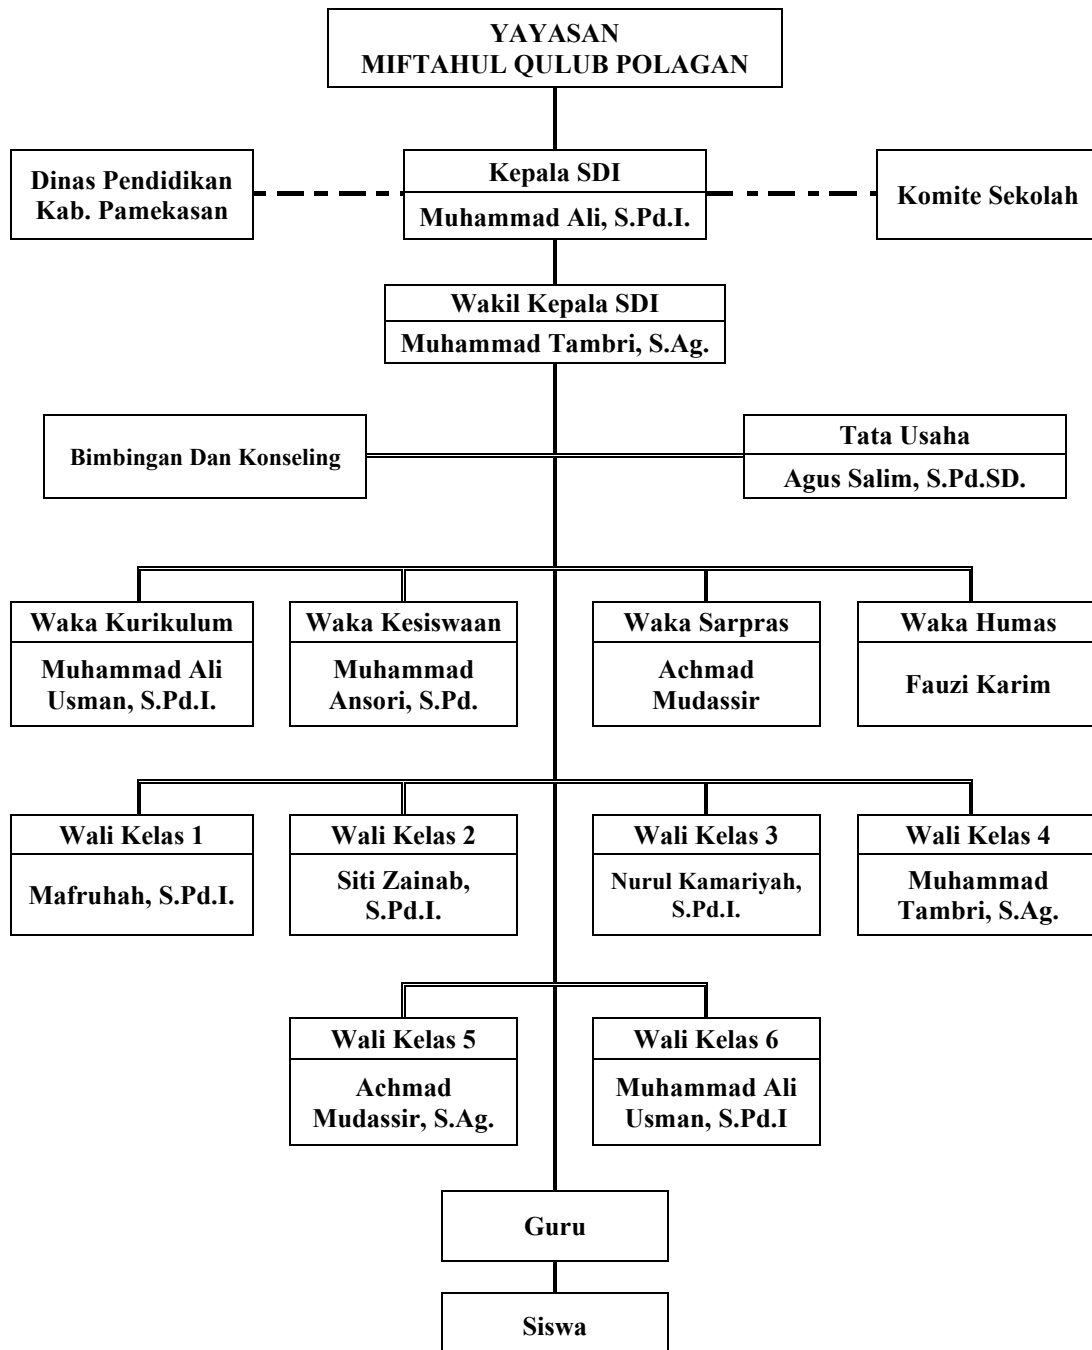 YAYASAN
MIFTAHUL QULUB POLAGAN
Dinas Pendidikan
Kab. Pamekasan
Kepala SDI
Muhammad Ali, S.Pd.I.
Komite Sekolah
Wakil Kepala SDI
Muhammad Tambri, S.Ag.
Bimbingan Dan Konseling
Tata Usaha
Agus Salim, S.Pd.SD.
Waka Kurikulum
Muhammad Ali
Usman, S.Pd.I.
Waka Kesiswaan
Muhammad
Ansori, S.Pd.
Waka Sarpras
Achmad
Mudassir
Waka Humas
Fauzi Karim
Wali Kelas 1
Mafruhah, S.Pd.I.
Wali Kelas 2
Siti Zainab,
S.Pd.I.
Wali Kelas 3
Nurul Kamariyah,
S.Pd.I.
Wali Kelas 4
Muhammad
Tambri, S.Ag.
Wali Kelas 5
Achmad
Mudassir, S.Ag.
Wali Kelas 6
Muhammad Ali
Usman, S.Pd.I
Guru
Siswa